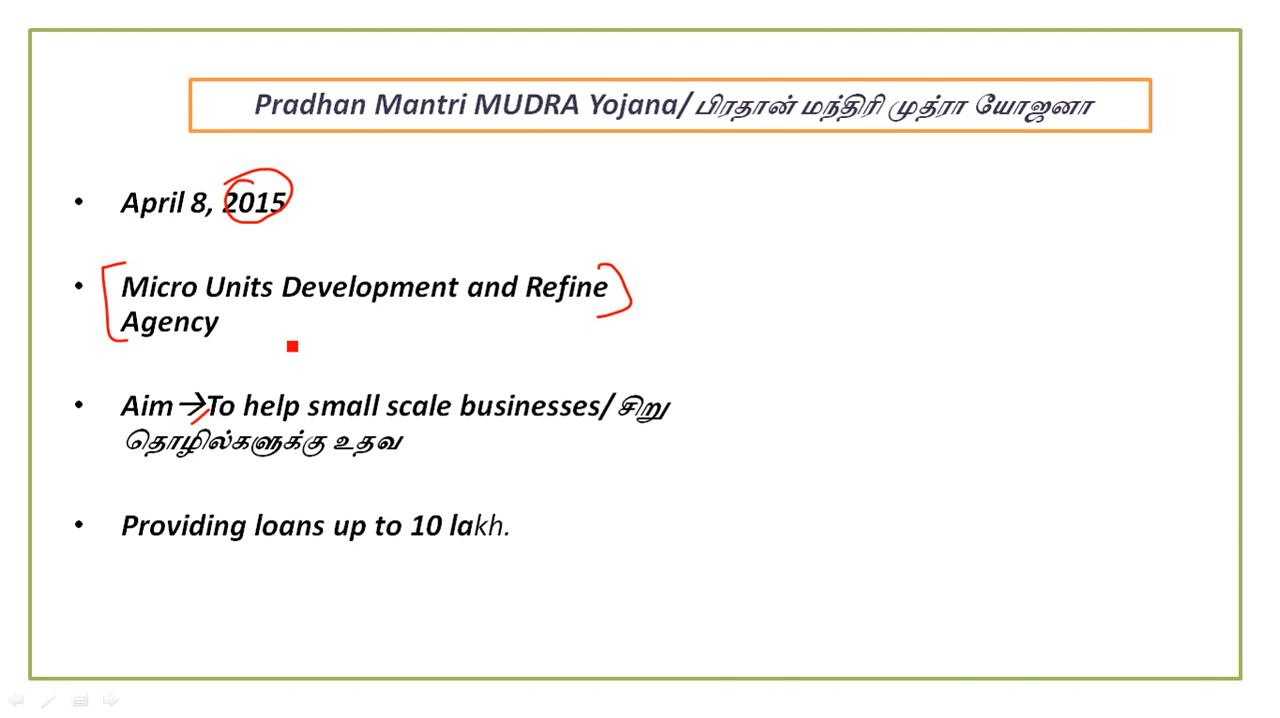 Pradhan Mantri MUDRA Yojana/ பிரதான் மந்திரி முத்ரா யோஜனா
• April 8, 2015
• Micro Units Development and Refine
Agency
• Aim→To help small scale businesses/ சிறு
தொழில்களுக்கு உதவ
• Providing loans up to 10 lakh.